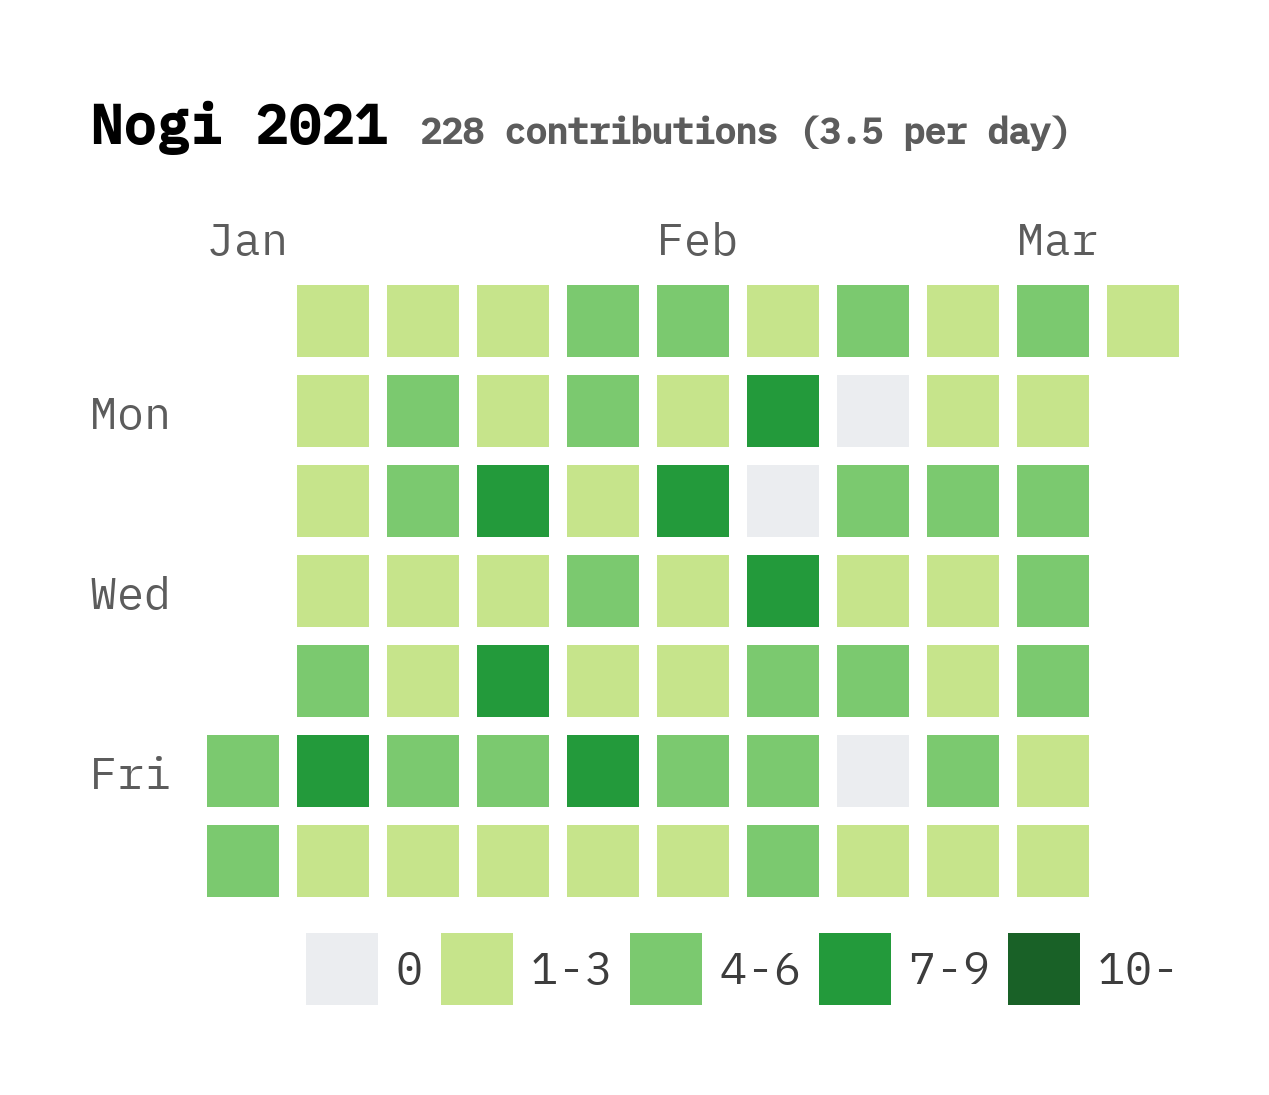 Nogi 2021 228 contributions (3.5 per day)
Jan Feb Mar
Mon
Wed
Fri
0 1-3 4-6 7-9 10-